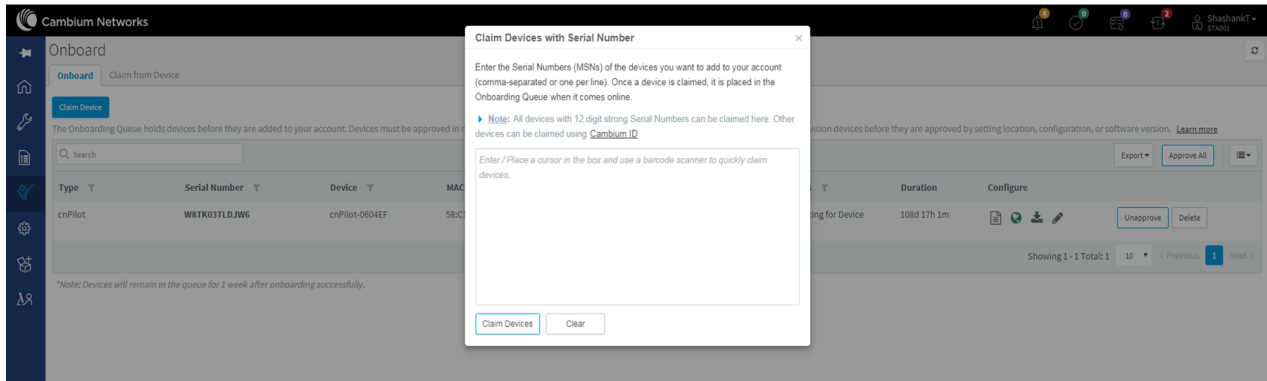 Cambium Networks
4
0
0
2
ShashankT
STA001
Onboard
Onboard
Claim from Device
Claim Device
The Onboarding Queue holds devices before they are added to your account. Devices must be approved in
vision devices before they are approved by setting location, configuration, or software version. Learn more
Search
Export
Approve All
Type
Serial Number
Device
MAC
Duration
Configure
cnPilot
W8TK03TLDJW6
cnPilot-0604EF
for Device
108d 17h 1m
Unapprove
Delete
Showing 1 - 1 Total: 1
10
< Previous
1
Next >
*Note: Devices will remain in the queue for 1 week after onboarding successfully.
Claim Devices with Serial Number
×
Enter the Serial Numbers (MSNs) of the devices you want to add to your account
(comma-separated or one per line). Once a device is claimed, it is placed in the
Onboarding Queue when it comes online.
Note: All devices with 12 digit strong Serial Numbers can be claimed here. Other
devices can be claimed using Cambium ID
Enter / Place a cursor in the box and use a barcode scanner to quickly claim
devices.
Claim Devices
Clear